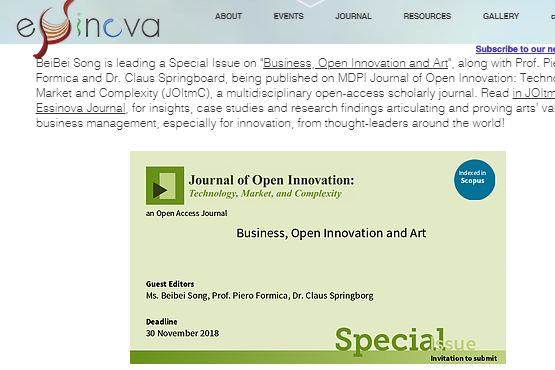 essinova
ABOUT EVENTS JOURNAL RESOURCES GALLERY
Subscribe to our
BeiBei Song is leading a Special Issue on "Business, Open Innovation and Art", along with Prof.
Formica and Dr. Claus Springboard, being published on MDPI Journal of Open Innovation:
Market and Complexity (JOItmC), a multidisciplinary open-access scholarly journal. Read in
Essinova Journal, for insights, case studies and research findings articulating and proving arts'
business management, especially for innovation, from thought-leaders around the world!
Journal of Open Innovation:
Technology, Market, and Complexity
Indexed in
Scopus
an Open Access Journal
Business, Open Innovation and Art
Guest Editors
Ms. Beibei Song, Prof. Piero Formica, Dr. Claus Springborg
Deadline
30 November 2018
Special Issue
Invitation to submit